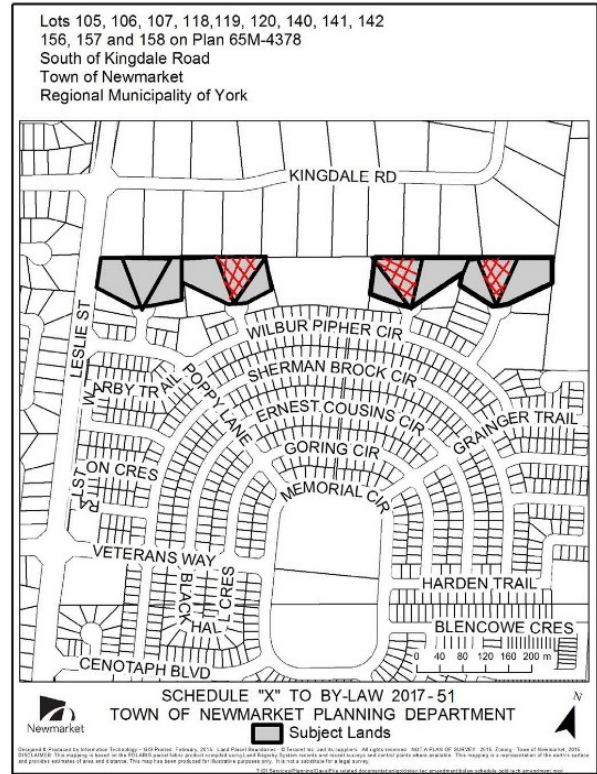 Lots 105, 106, 107, 118,119, 120, 140, 141, 142
156, 157 and 158 on Plan 65M-4378
South of Kingdale Road
Town of Newmarket
Regional Municipality of York
KINGDALE RD
LESLIE ST
WILBUR PIPHER CIR
SHERMAN BROCK CIR
WARBY TRAIL
POPPY LANE
ERNEST COUSINS CIR
GRAINGER TRAIL
GORING CIR
ON CRES
MEMORIAL CIR
VETERANS WAY
BLACK
HALL CRES
HARDEN TRAIL
BLENCOWE CRES
CENOTAPH BLVD
0 40 80 120 160 200 m
SCHEDULE "X" TO BY-LAW 2017-51
TOWN OF NEWMARKET PLANNING DEPARTMENT
N
Newmarket
Subject Lands